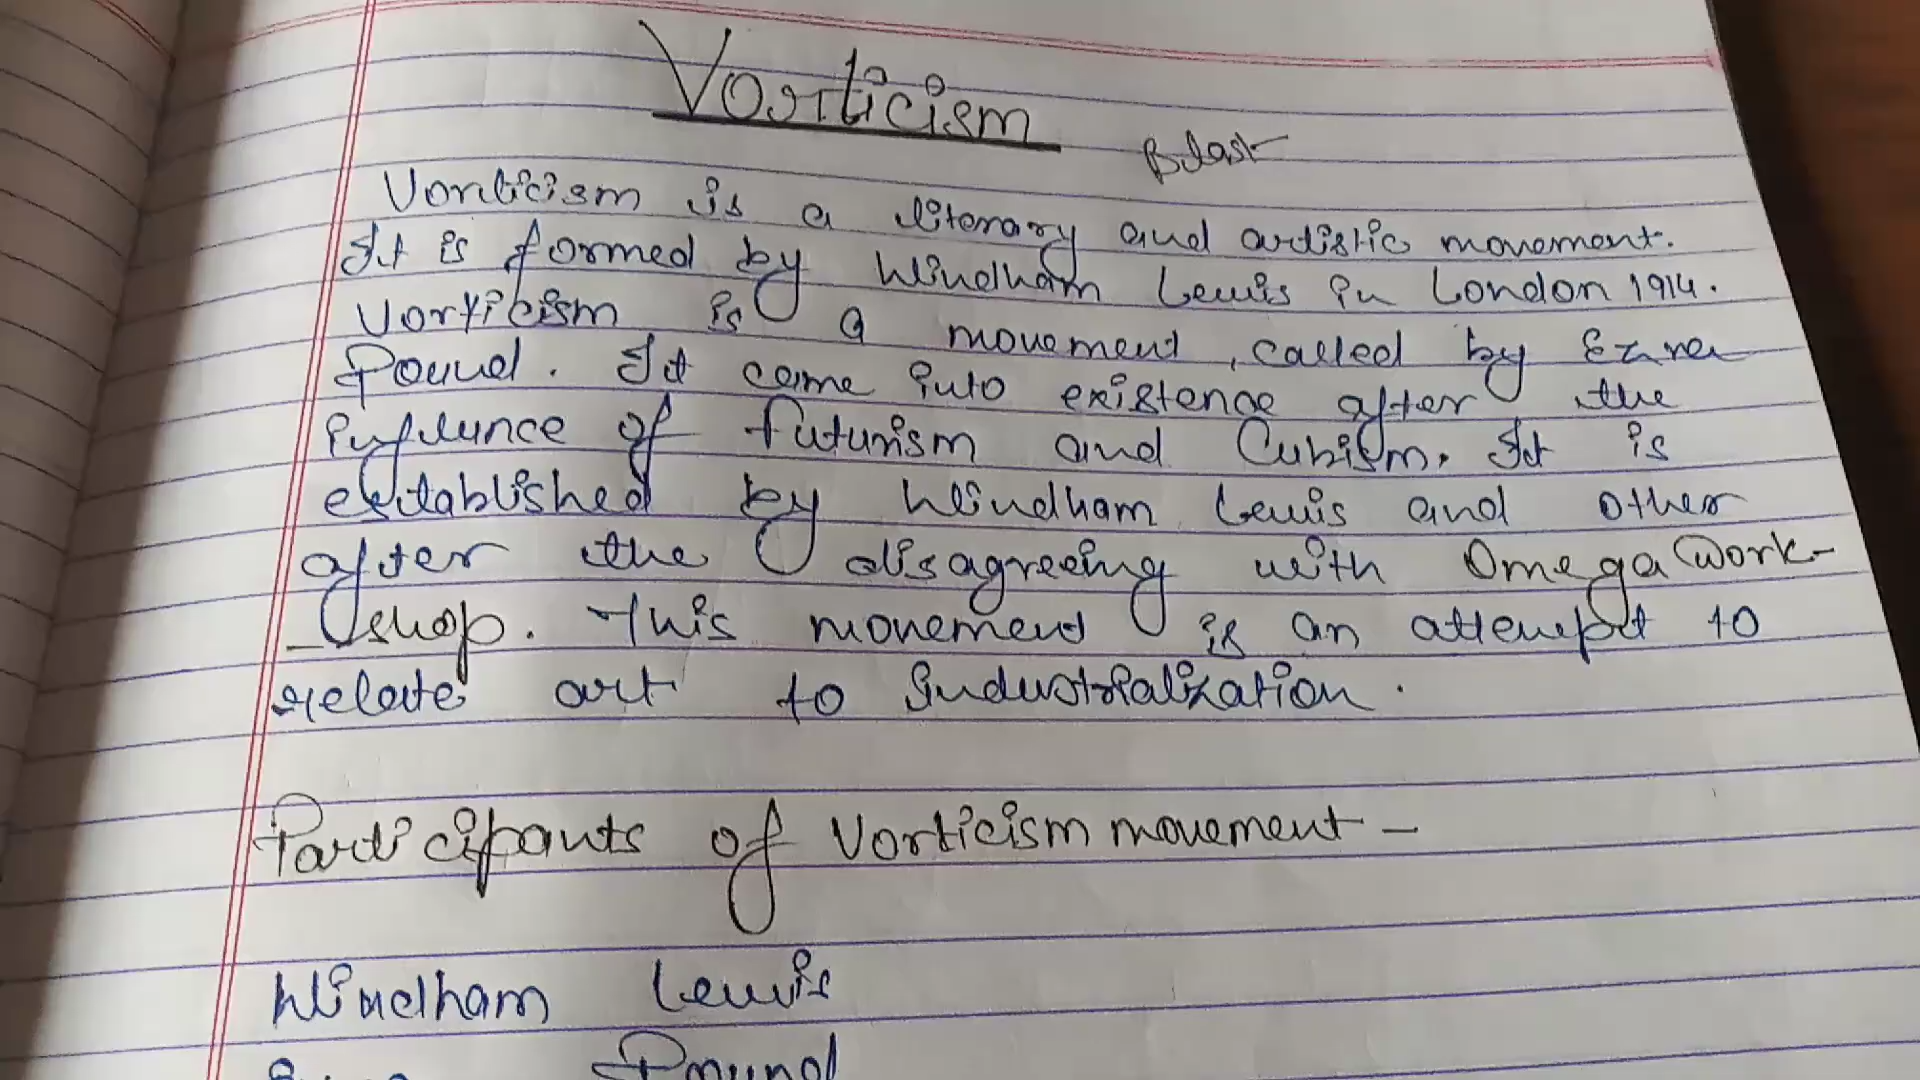 Vorticism
Blast
Vorticism is a literary and artistic movement.
It is formed by Windham Lewis in London 1914.
Vorticism is a movement, called by Ezra
Pound. It came into existence after the
influnce of futurism and Cubism. It is
established by Windham Lewis and other
after the disagreeing with Omega Work-
shop. This movement is an attempt to
relate art to Industrialization.
Participants of Vorticism movement -
Windham Lewis
Pound